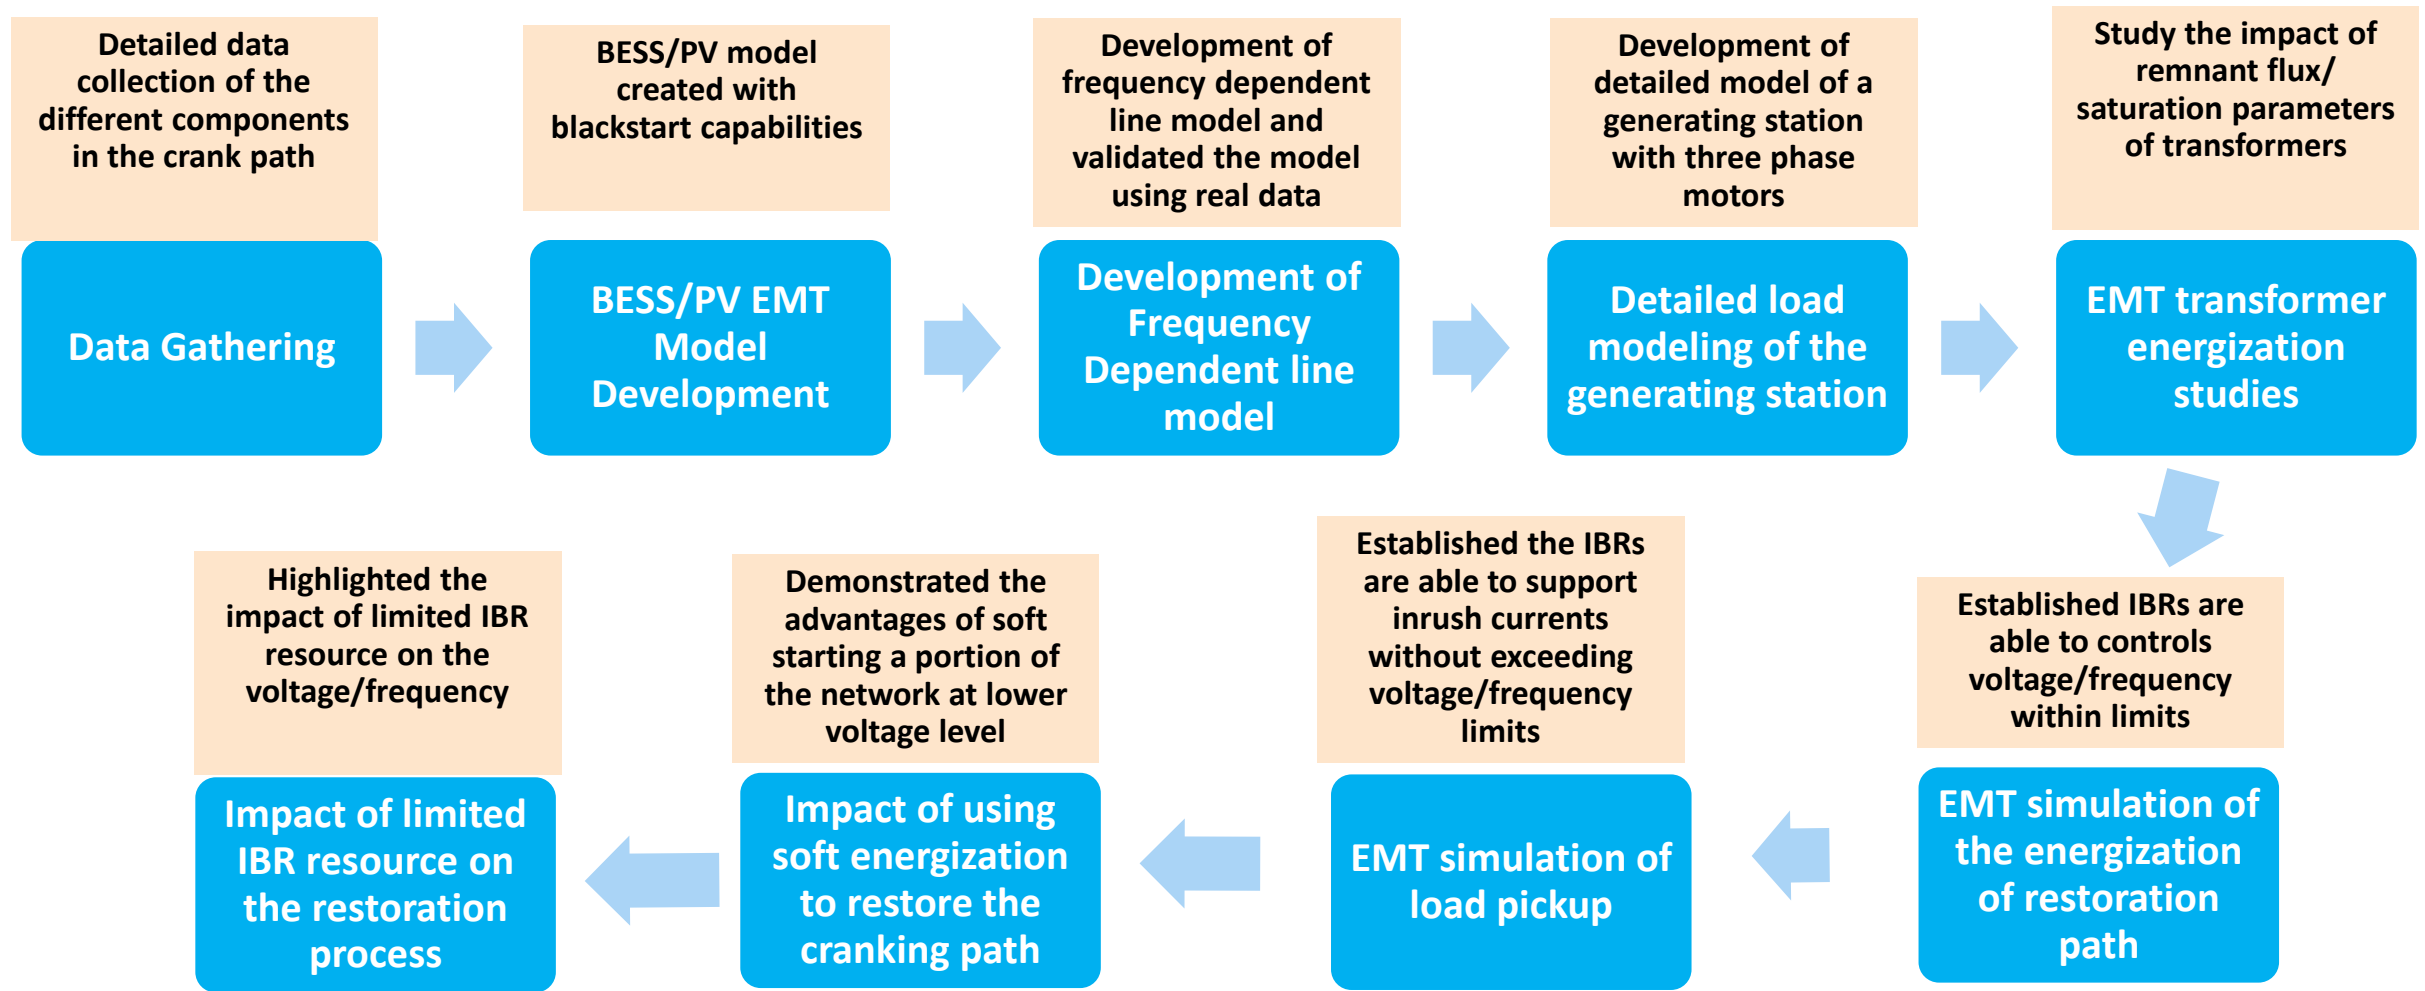 Detailed data
collection of the
different components
in the crank path
Data Gathering
BESS/PV model
created with
blackstart capabilities
BESS/PV EMT
Model
Development
Development of
frequency dependent
line model and
validated the model
using real data
Development of
Frequency
Dependent line
model
Development of
detailed model of a
generating station
with three phase
motors
Detailed load
modeling of the
generating station
Study the impact of
remnant flux/
saturation parameters
of transformers
EMT transformer
energization
studies
Established IBRs are
able to controls
voltage/frequency
within limits
EMT simulation of
the energization
of restoration
path
Established the IBRs
are able to support
inrush currents
without exceeding
voltage/frequency
limits
EMT simulation of
load pickup
Demonstrated the
advantages of soft
starting a portion of
the network at lower
voltage level
Impact of using
soft energization
to restore the
cranking path
Highlighted the
impact of limited IBR
resource on the
voltage/frequency
Impact of limited
IBR resource on
the restoration
process